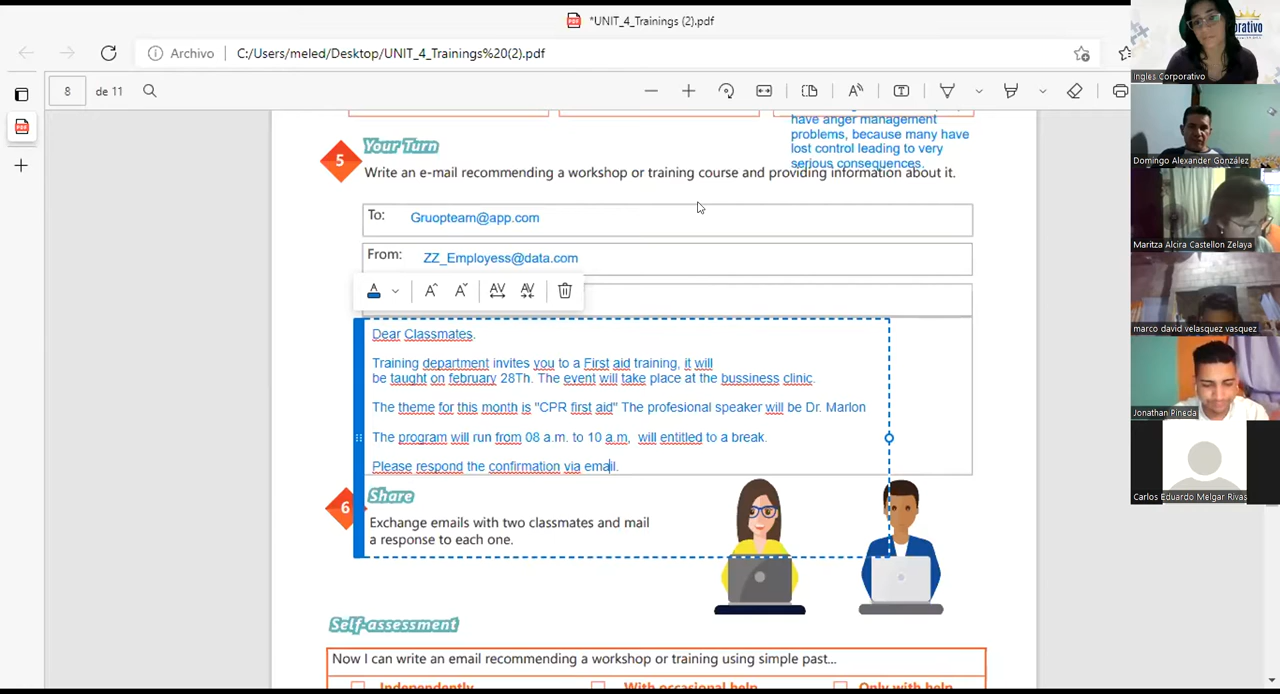 *UNIT_4_Trainings (2).pdf
Archivo
C:/Users/meled/Desktop/UNIT_4_Trainings%20(2).pdf
8
de 11
have anger management
problems, because many have
lost control leading to very
serious consequences.
5
Your Turn
Write an e-mail recommending a workshop or training course and providing information about it.
To:
Gruopteam@app.com
From:
ZZ_Employess@data.com
Dear Classmates.
Training department invites you to a First aid training, it will
be taught on february 28Th. The event will take place at the bussiness clinic.
The theme for this month is "CPR first aid" The profesional speaker will be Dr. Marlon
The program will run from 08 a.m. to 10 a.m, will entitled to a break.
Please respond the confirmation via email.
6
Share
Exchange emails with two classmates and mail
a response to each one.
Self-assessment
Now I can write an email recommending a workshop or training using simple past...
Independently
With occasional help
Only with help
Ingles Corporativo
Domingo Alexander González
Maritza Alcira Castellon Zelaya
marco david velasquez vasquez
Jonathan Pineda
Carlos Eduardo Melgar Rivas